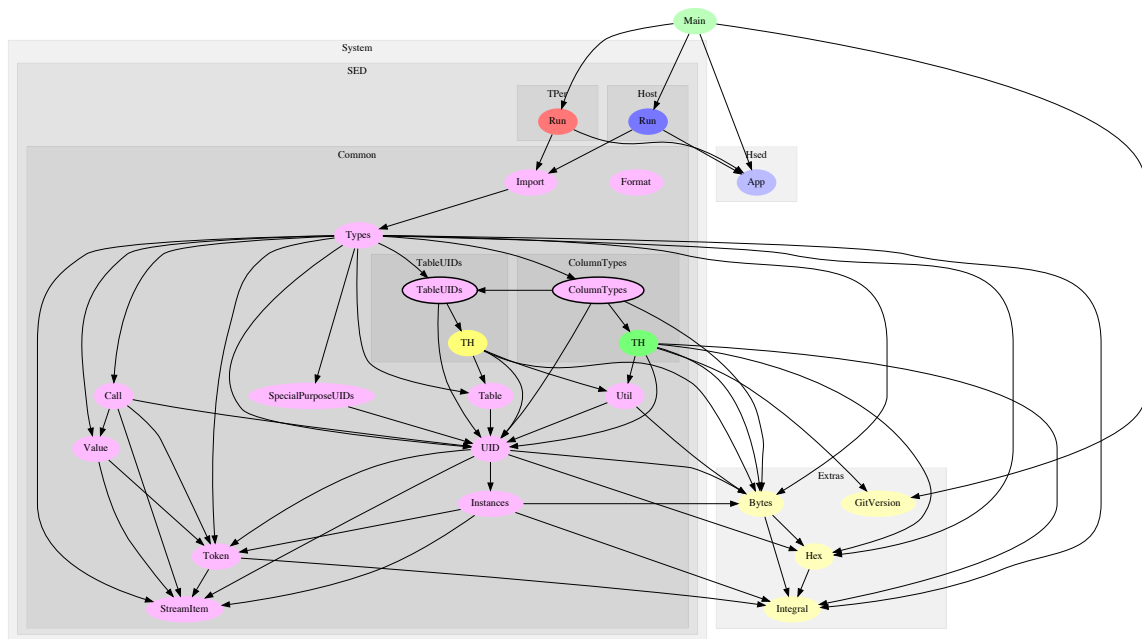 Main
System
SED
TPer
Host
Run
Run
Common
Hsed
Import
Format
App
Types
TableUIDs
ColumnTypes
TableUIDs
ColumnTypes
TH
TH
Call
SpecialPurposeUIDs
Table
Util
Value
UID
Extras
Instances
Bytes
GitVersion
Token
Hex
StreamItem
Integral